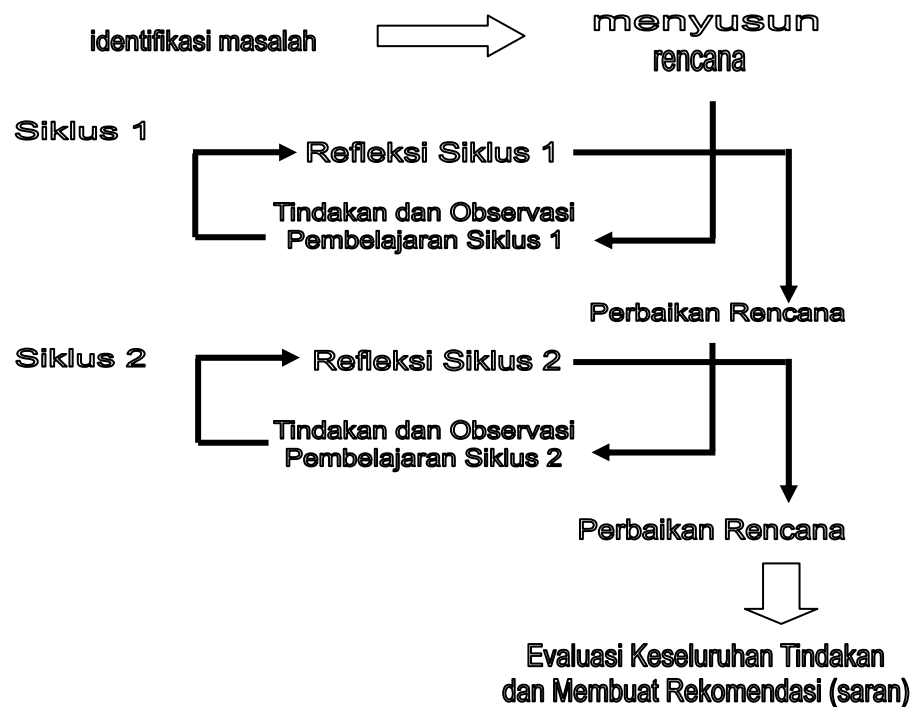 identifikasi masalah
menyusun
rencana
Siklus 1
Refleksi Siklus 1
Tindakan dan Observasi
Pembelajaran Siklus 1
Perbaikan Rencana
Siklus 2
Refleksi Siklus 2
Tindakan dan Observasi
Pembelajaran Siklus 2
Perbaikan Rencana
Evaluasi Keseluruhan Tindakan
dan Membuat Rekomendasi (saran)